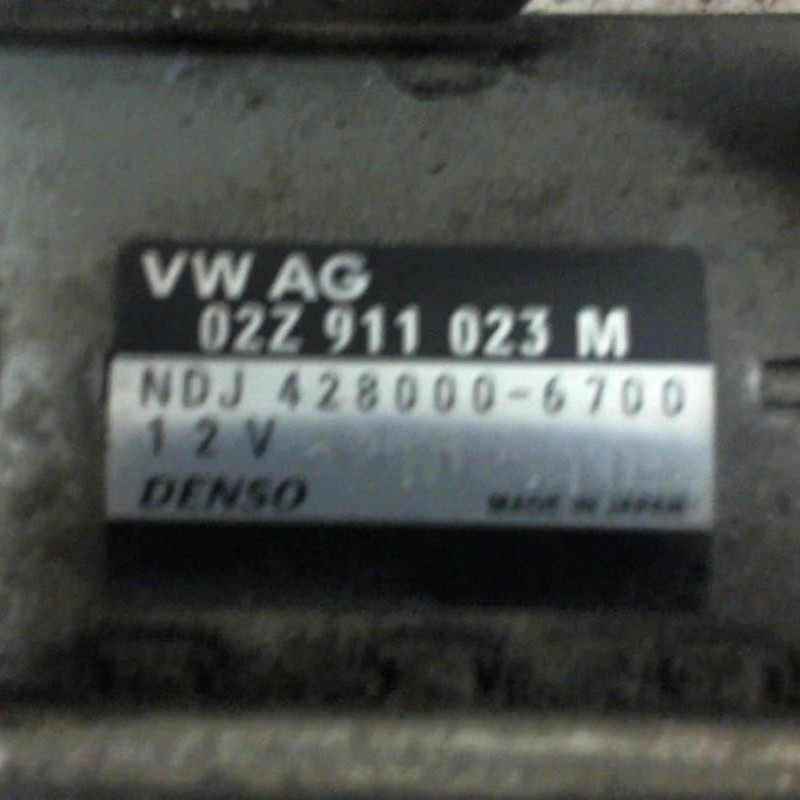 VW AG
02Z 911 023 M
NDJ 428000-6700
12V
DENSO MADE IN JAPAN